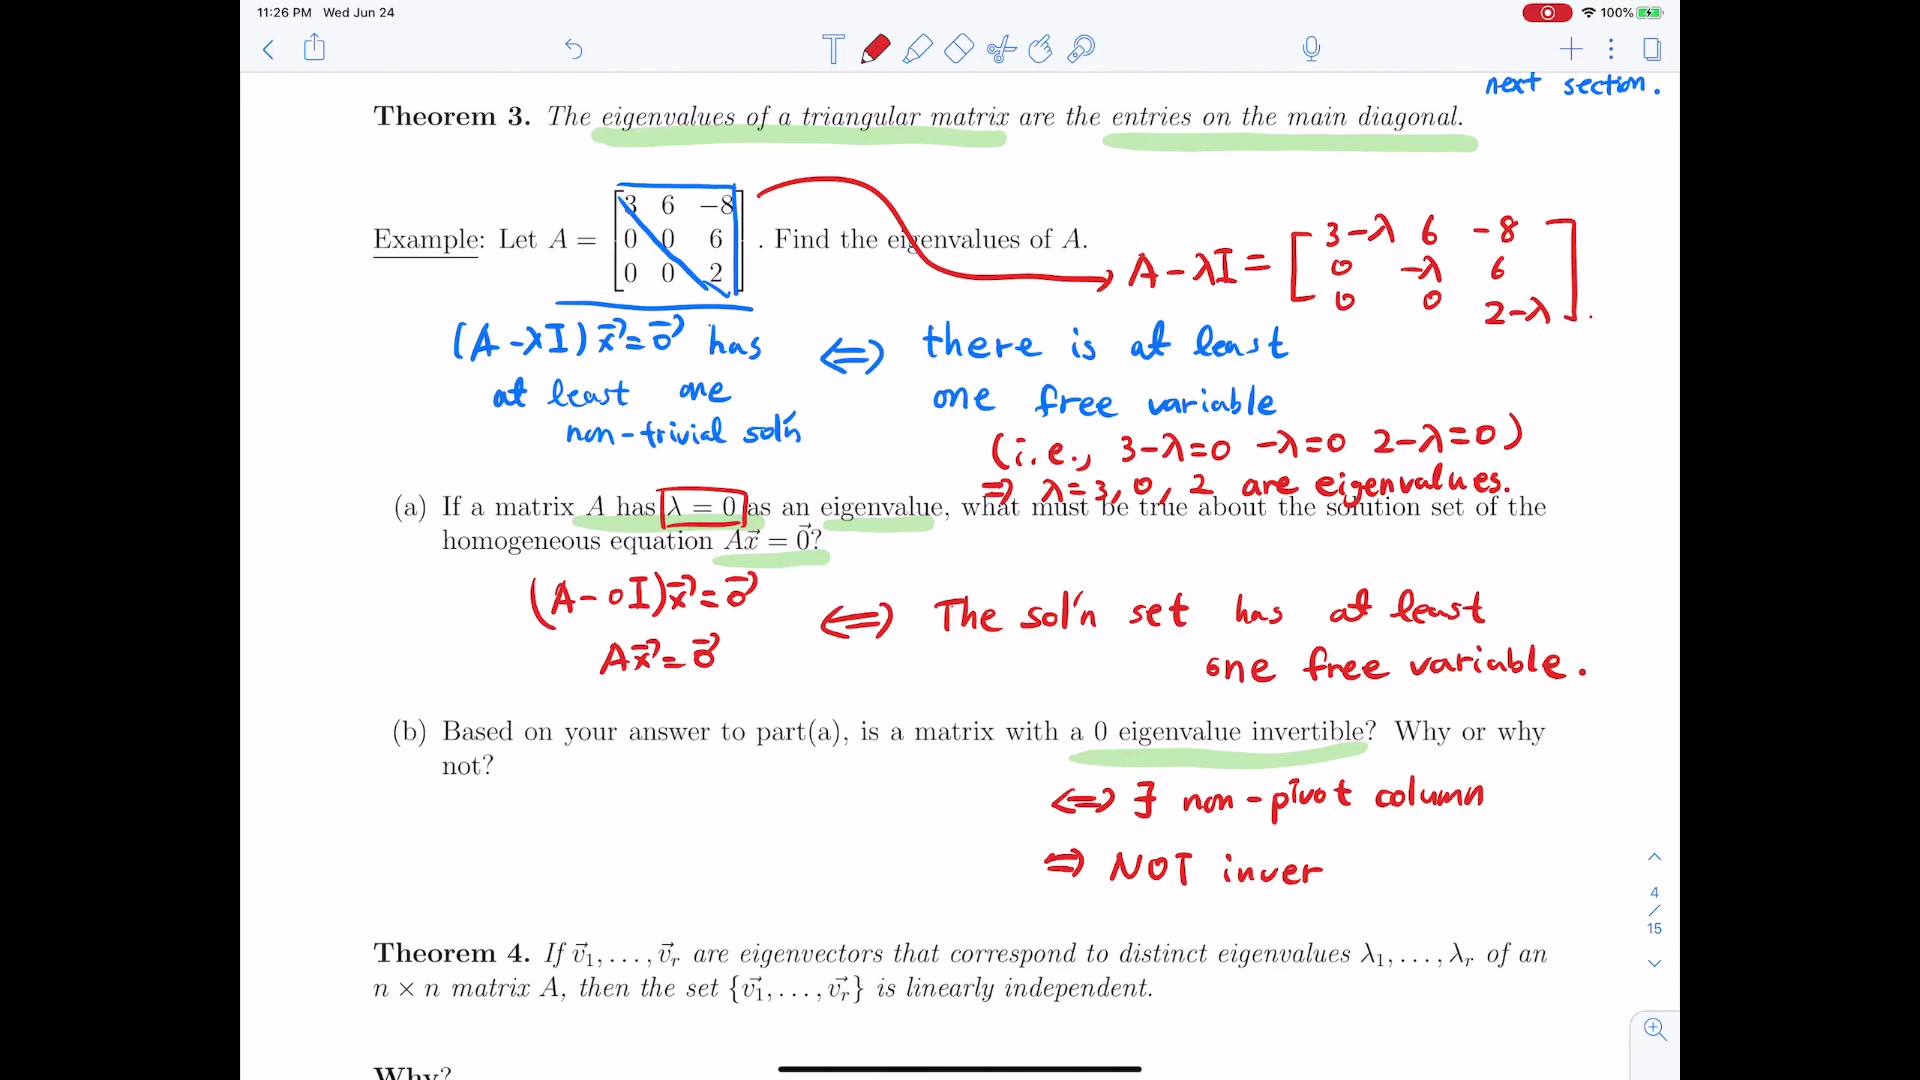 11:26 PM Wed Jun 24
100%
next section.
Theorem 3. The eigenvalues of a triangular matrix are the entries on the main diagonal.
3 6 −8
Example: Let A = 0 0 6 . Find the eigenvalues of A.
0 0 2
A − λI = [ 3−λ 6 −8
0 −λ 6
0 0 2−λ ] .
(A − λI) x⃗ = 0⃗ has ⟺ there is at least
at least one one free variable
non-trivial sol'n
(i.e., 3−λ=0 −λ=0 2−λ=0)
⇒ λ=3, 0, 2 are eigenvalues.
(a) If a matrix A has λ = 0 as an eigenvalue, what must be true about the solution set of the
homogeneous equation Ax⃗ = 0⃗?
(A − 0I)x⃗ = 0⃗ ⟺ The sol'n set has at least
Ax⃗ = 0⃗ one free variable.
(b) Based on your answer to part(a), is a matrix with a 0 eigenvalue invertible? Why or why
not?
⟺ ∃ non-pivot column
⇒ NOT inver
4
/
15
Theorem 4. If v⃗₁, . . . , v⃗ᵣ are eigenvectors that correspond to distinct eigenvalues λ₁, . . . , λᵣ of an
n × n matrix A, then the set {v⃗₁, . . . , v⃗ᵣ} is linearly independent.
Why?